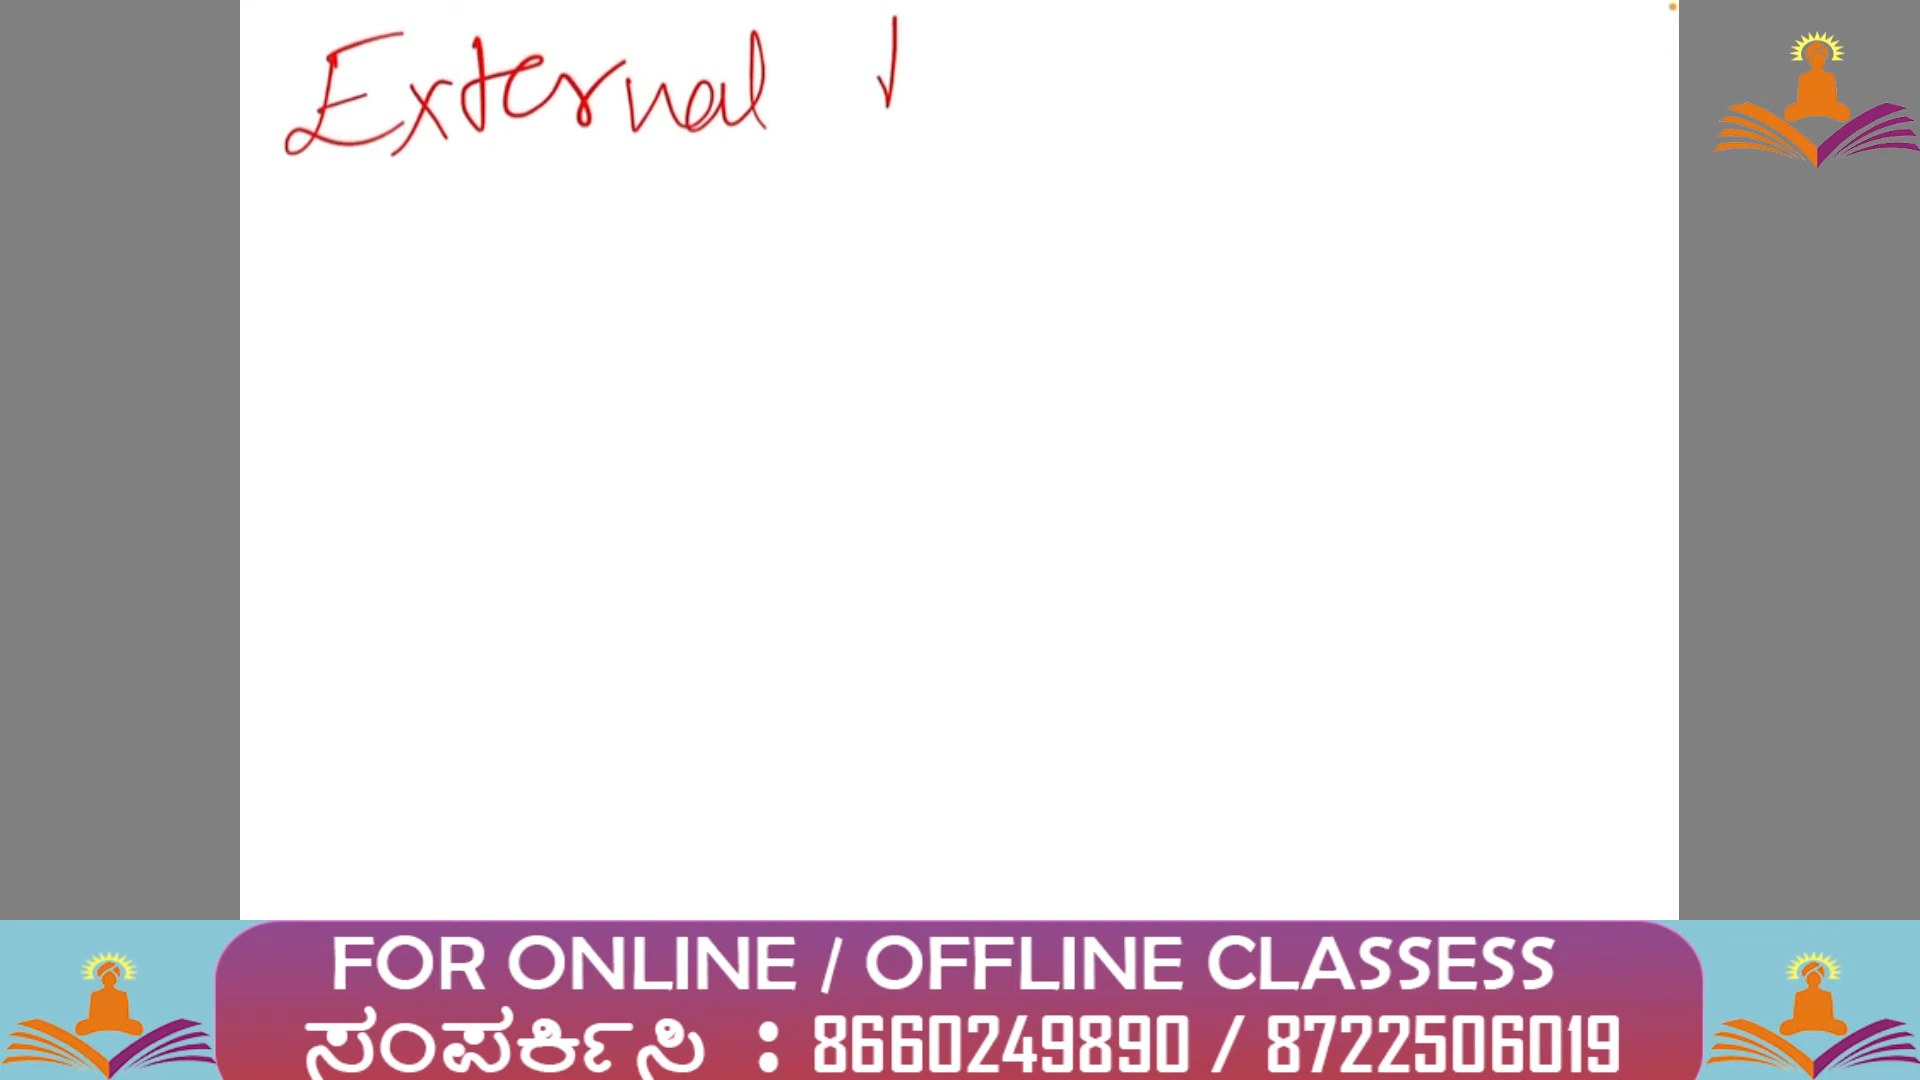 External
FOR ONLINE / OFFLINE CLASSESS
ಸಂಪರ್ಕಿಸಿ : 8660249890 / 8722506019